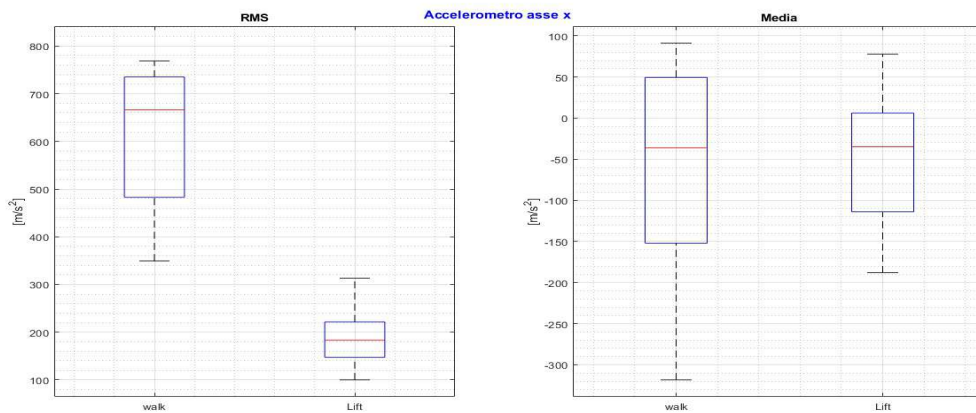 Accelerometro asse x
RMS
800
700
600
500
400
300
200
100
[m/s²]
walk
Lift
Media
100
50
0
-50
-100
-150
-200
-250
-300
[m/s²]
walk
Lift